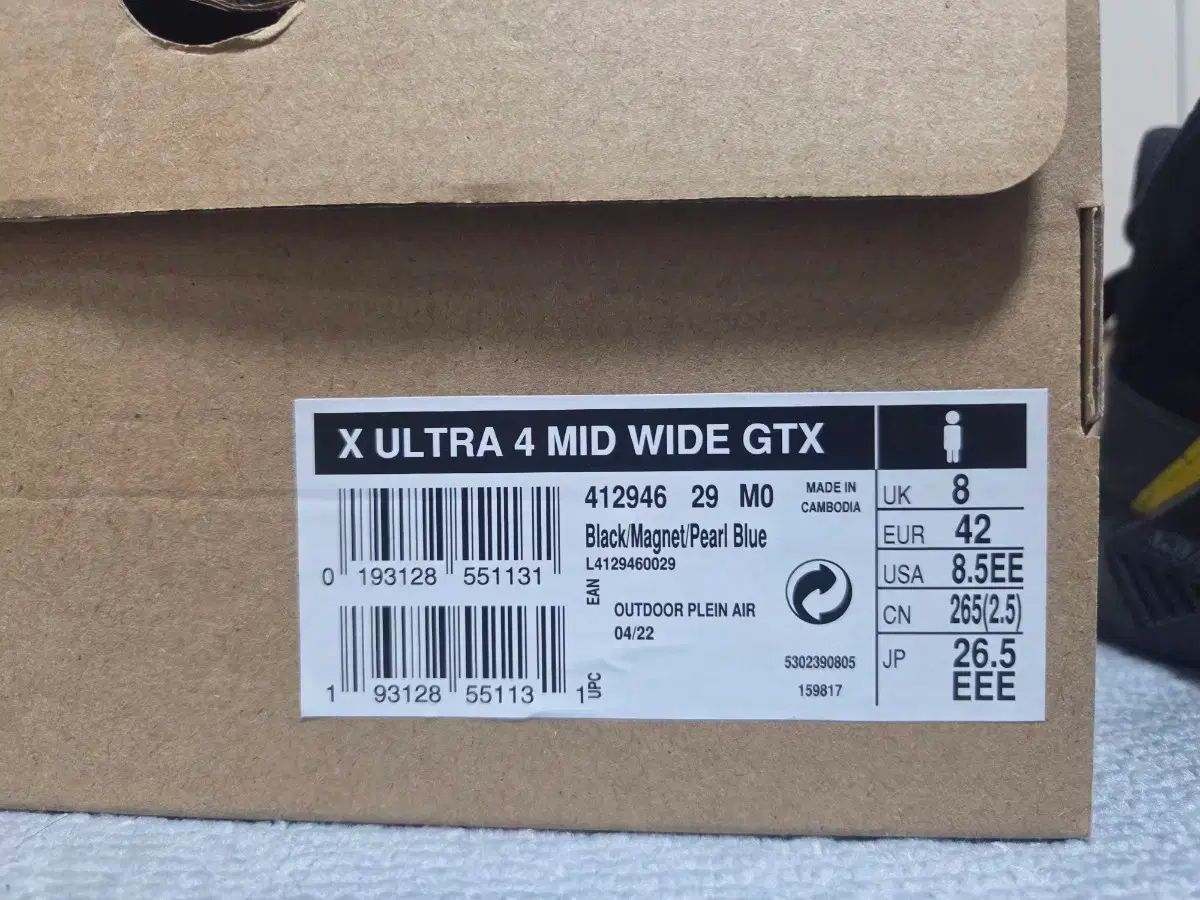 X ULTRA 4 MID WIDE GTX
412946 29 M0
MADE IN
CAMBODIA
Black/Magnet/Pearl Blue
L4129460029
0 193128 551131
EAN
OUTDOOR PLEIN AIR
04/22
1 93128 55113 1
UPC
5302390805
159817
UK 8
EUR 42
USA 8.5EE
CN 265(2.5)
JP 26.5
EEE